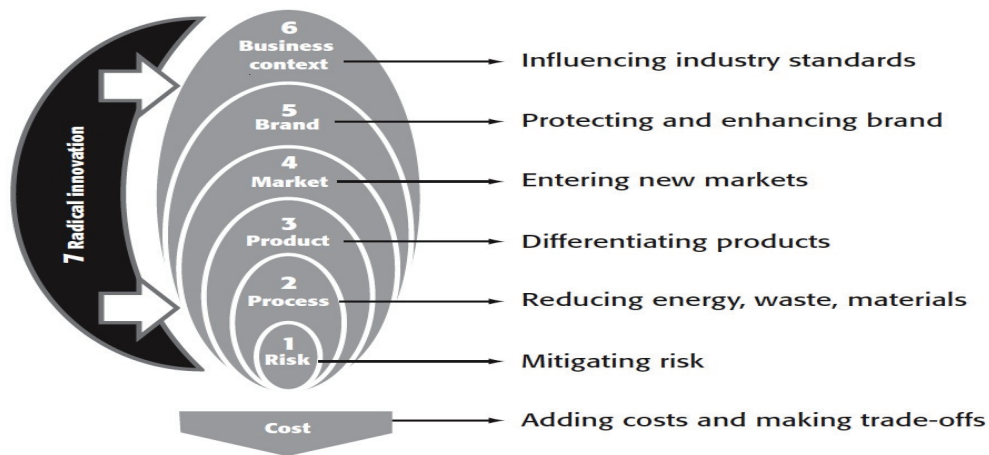 6
Business
context
Influencing industry standards
5
Brand
Protecting and enhancing brand
4
Market
Entering new markets
3
Product
Differentiating products
2
Process
Reducing energy, waste, materials
1
Risk
Mitigating risk
Cost
Adding costs and making trade-offs
7 Radical innovation